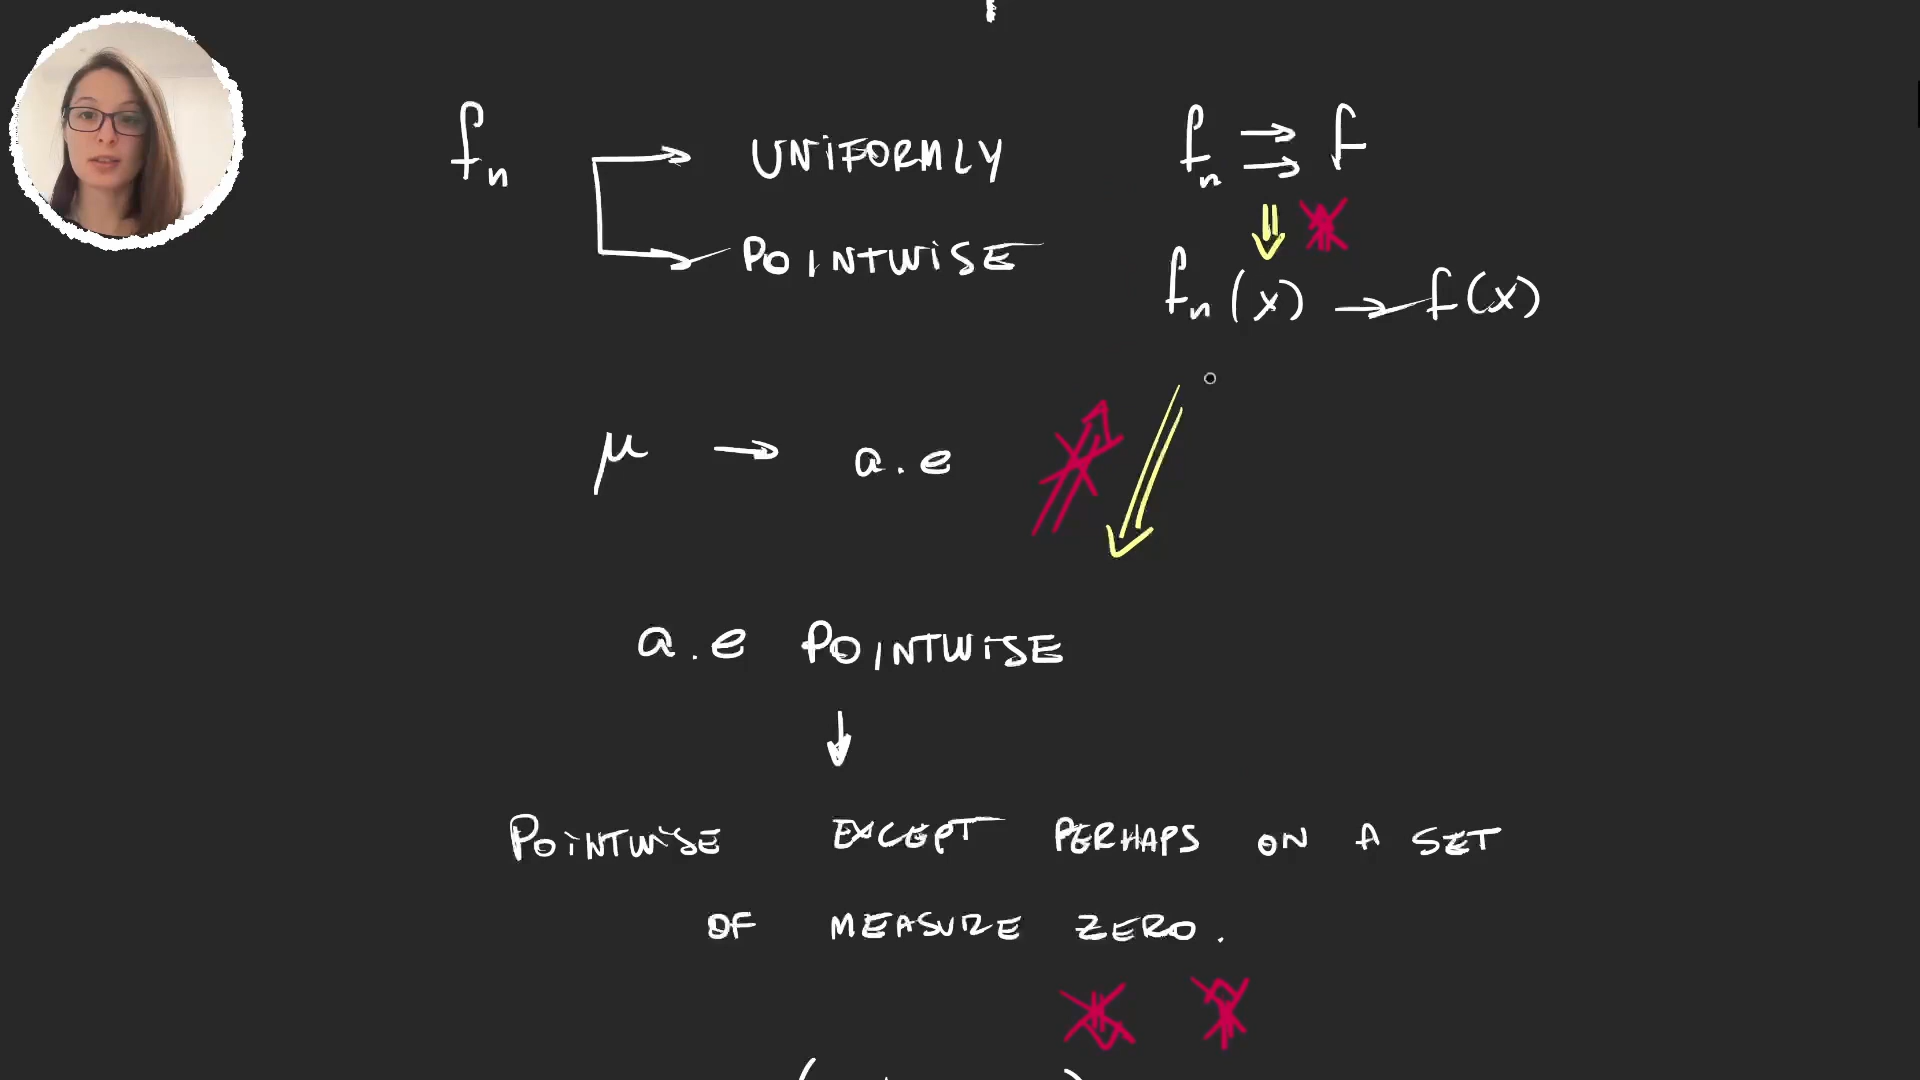 fₙ → UNIFORMLY fₙ ⇉ f
→ POINTWISE ⇓
fₙ(x) → f(x)
μ → a.e
a.e POINTWISE
↓
POINTWISE EXCEPT PERHAPS ON A SET
OF MEASURE ZERO.